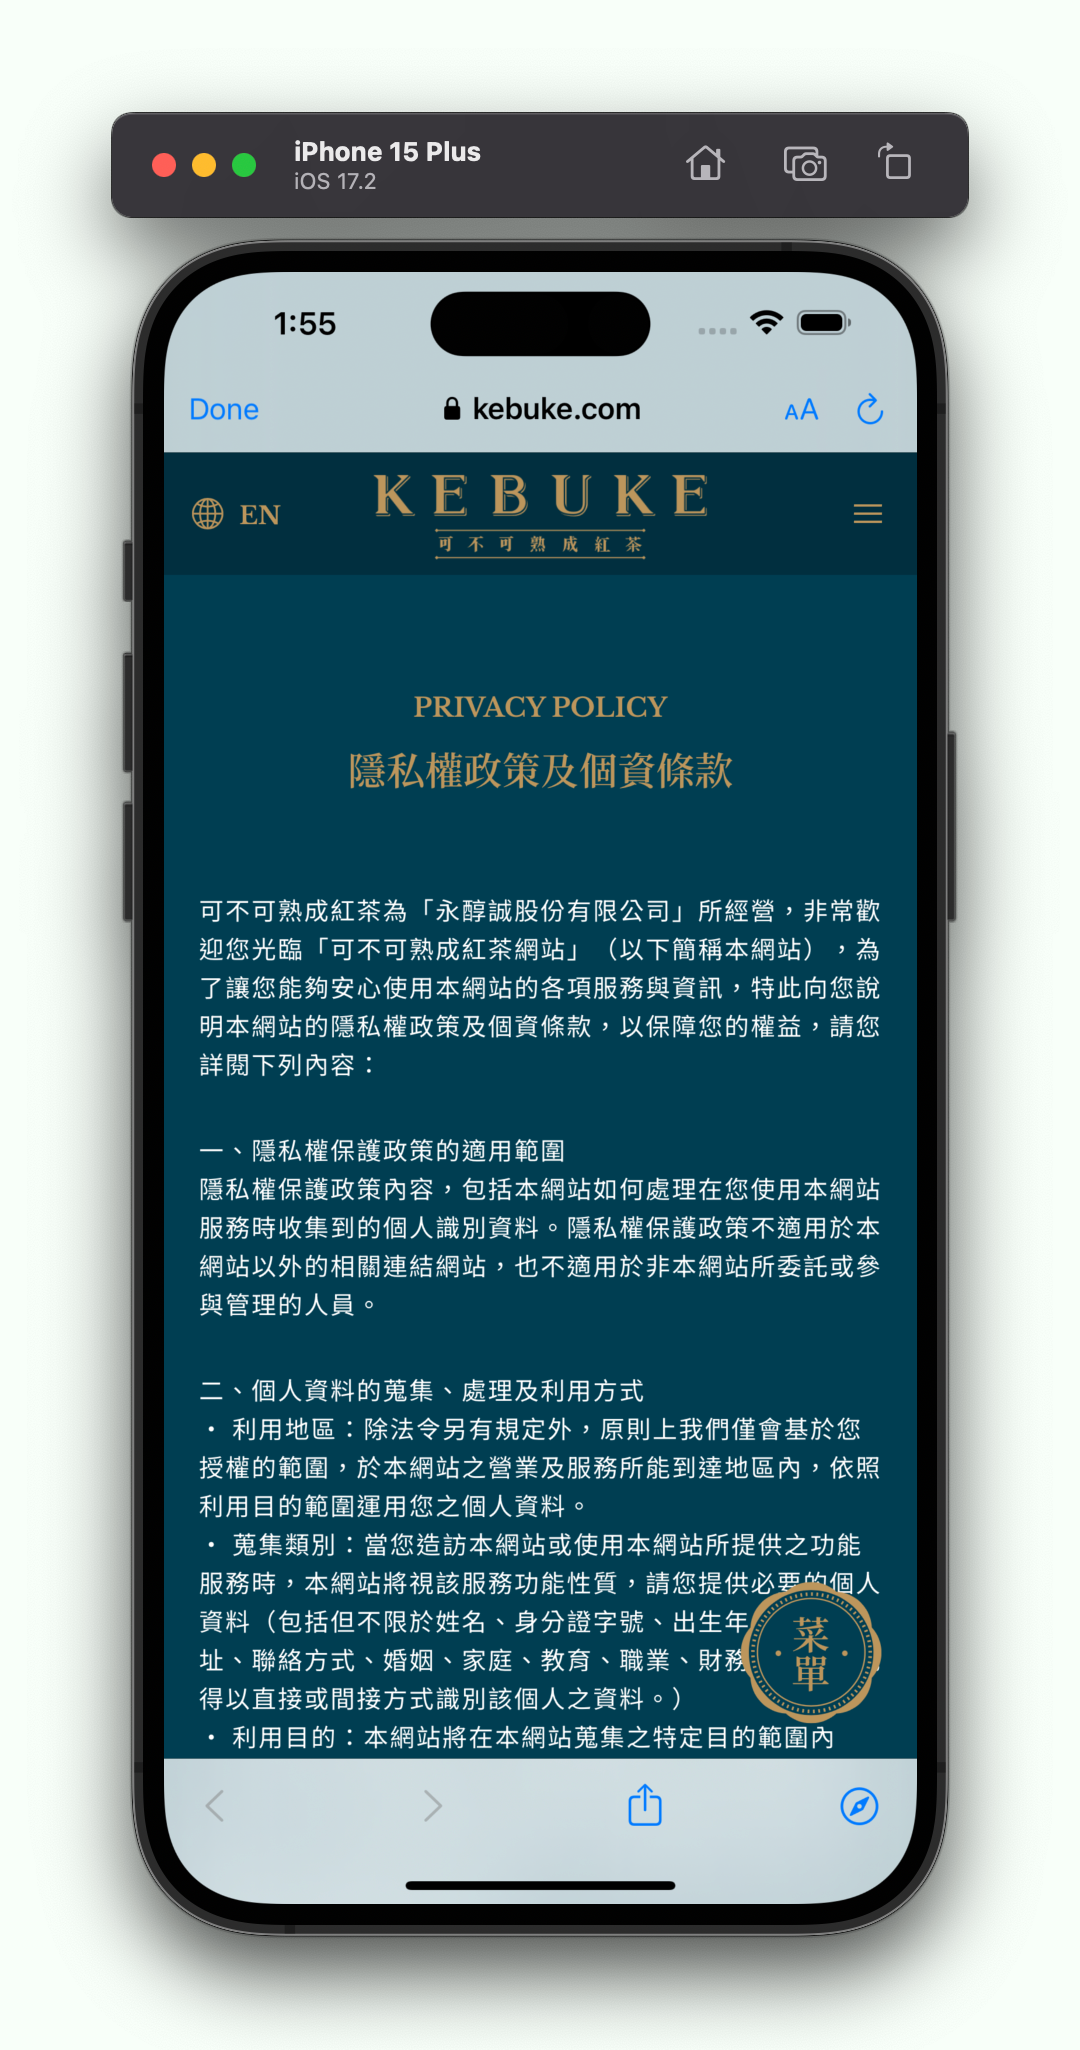 iPhone 15 Plus
iOS 17.2
1:55
Done
kebuke.com
AA
EN
KEBUKE
可不可熟成紅茶
PRIVACY POLICY
隱私權政策及個資條款
可不可熟成紅茶為「永醇誠股份有限公司」所經營，非常歡
迎您光臨「可不可熟成紅茶網站」（以下簡稱本網站），為
了讓您能夠安心使用本網站的各項服務與資訊，特此向您說
明本網站的隱私權政策及個資條款，以保障您的權益，請您
詳閱下列內容：
一、隱私權保護政策的適用範圍
隱私權保護政策內容，包括本網站如何處理在您使用本網站
服務時收集到的個人識別資料。隱私權保護政策不適用於本
網站以外的相關連結網站，也不適用於非本網站所委託或參
與管理的人員。
二、個人資料的蒐集、處理及利用方式
・ 利用地區：除法令另有規定外，原則上我們僅會基於您
授權的範圍，於本網站之營業及服務所能到達地區內，依照
利用目的範圍運用您之個人資料。
・ 蒐集類別：當您造訪本網站或使用本網站所提供之功能
服務時，本網站將視該服務功能性質，請您提供必要的個人
資料（包括但不限於姓名、身分證字號、出生年
址、聯絡方式、婚姻、家庭、教育、職業、財務
得以直接或間接方式識別該個人之資料。）
・ 利用目的：本網站將在本網站蒐集之特定目的範圍內
菜
單